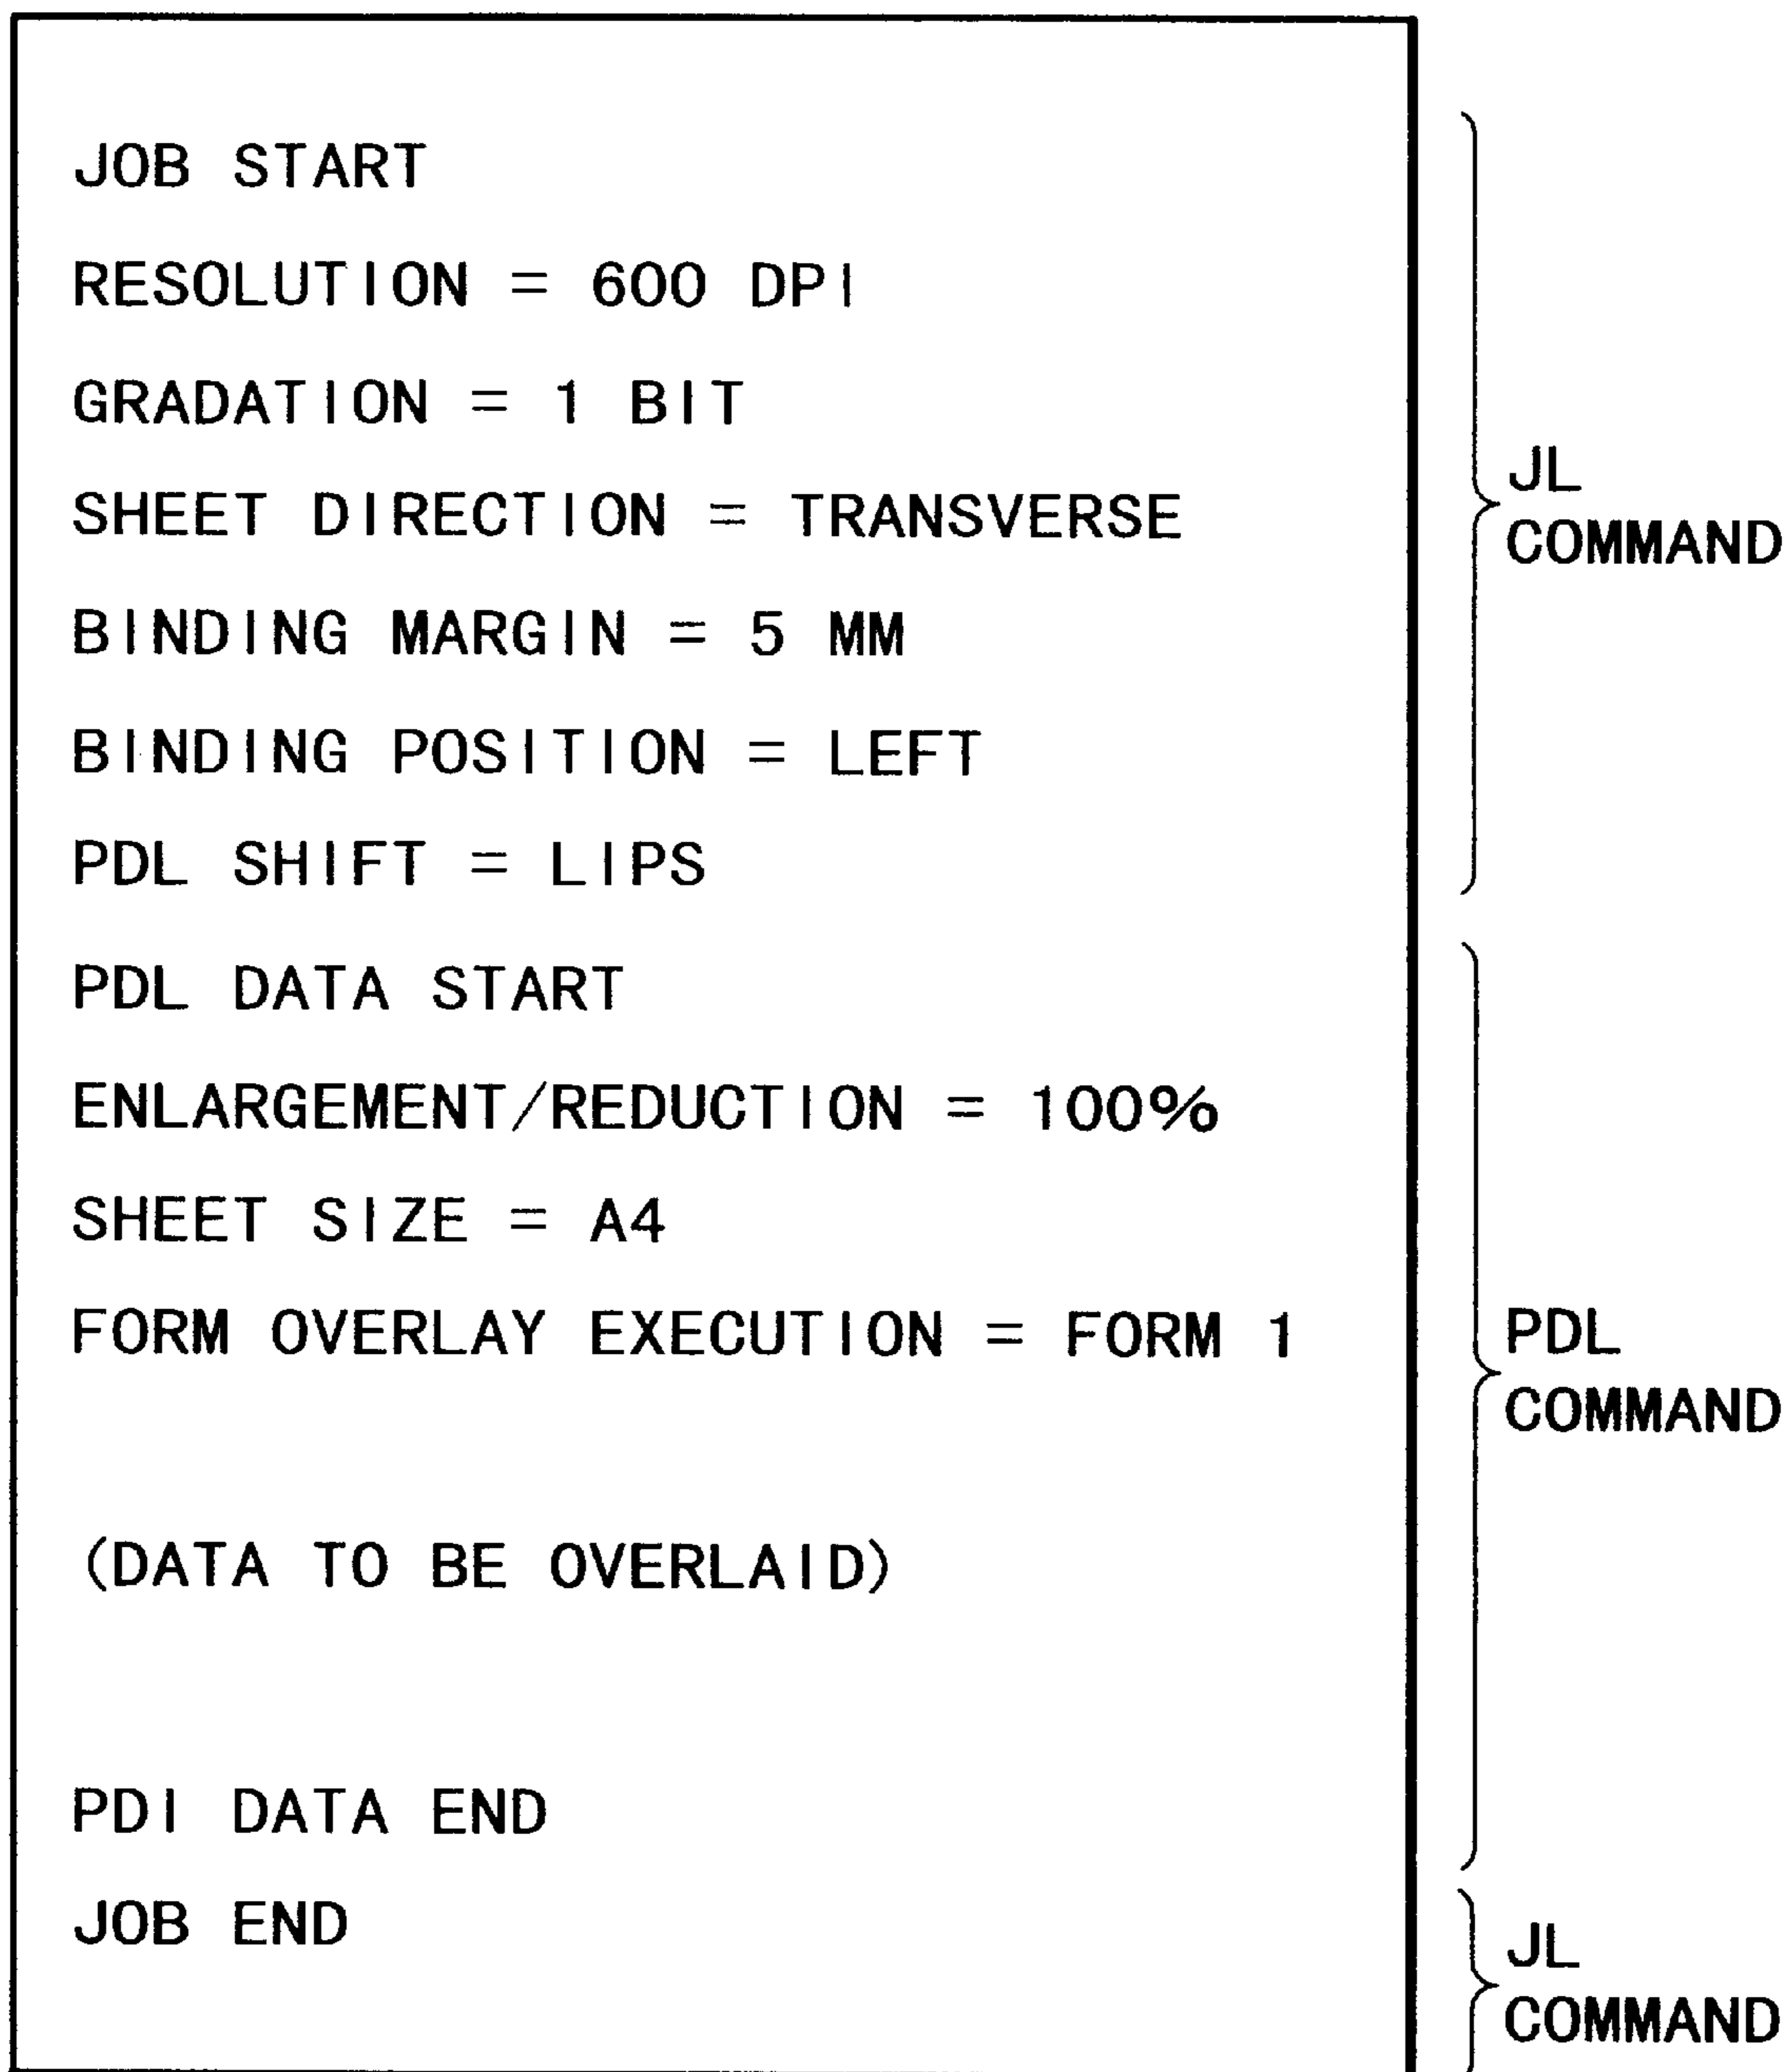 JOB START
RESOLUTION = 600 DPI
GRADATION = 1 BIT
SHEET DIRECTION = TRANSVERSE
BINDING MARGIN = 5 MM
BINDING POSITION = LEFT
PDL SHIFT = LIPS
JL
COMMAND
PDL DATA START
ENLARGEMENT/REDUCTION = 100%
SHEET SIZE = A4
FORM OVERLAY EXECUTION = FORM 1
(DATA TO BE OVERLAID)
PDI DATA END
PDL
COMMAND
JOB END
JL
COMMAND